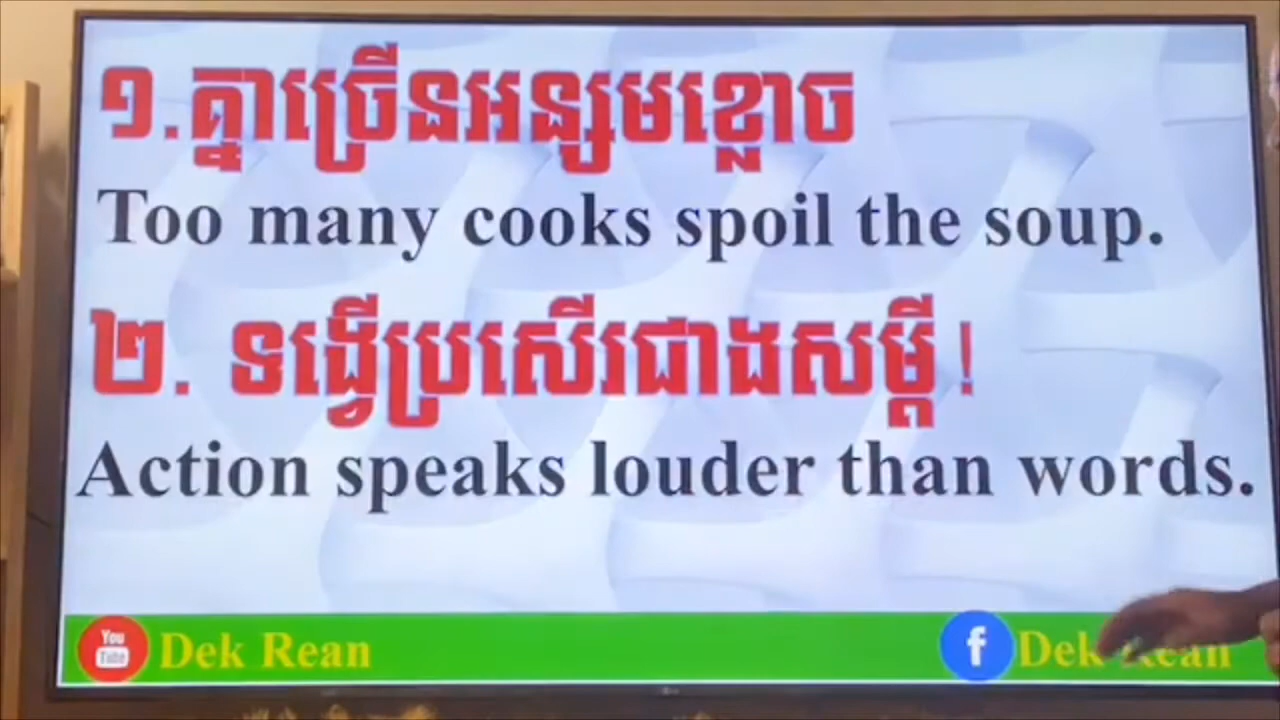 ១.គ្នាច្រើនអន្សមខ្លោច
Too many cooks spoil the soup.
២. ទង្វើប្រសើរជាងសម្ដី!
Action speaks louder than words.
You Tube Dek Rean f Dek Rean